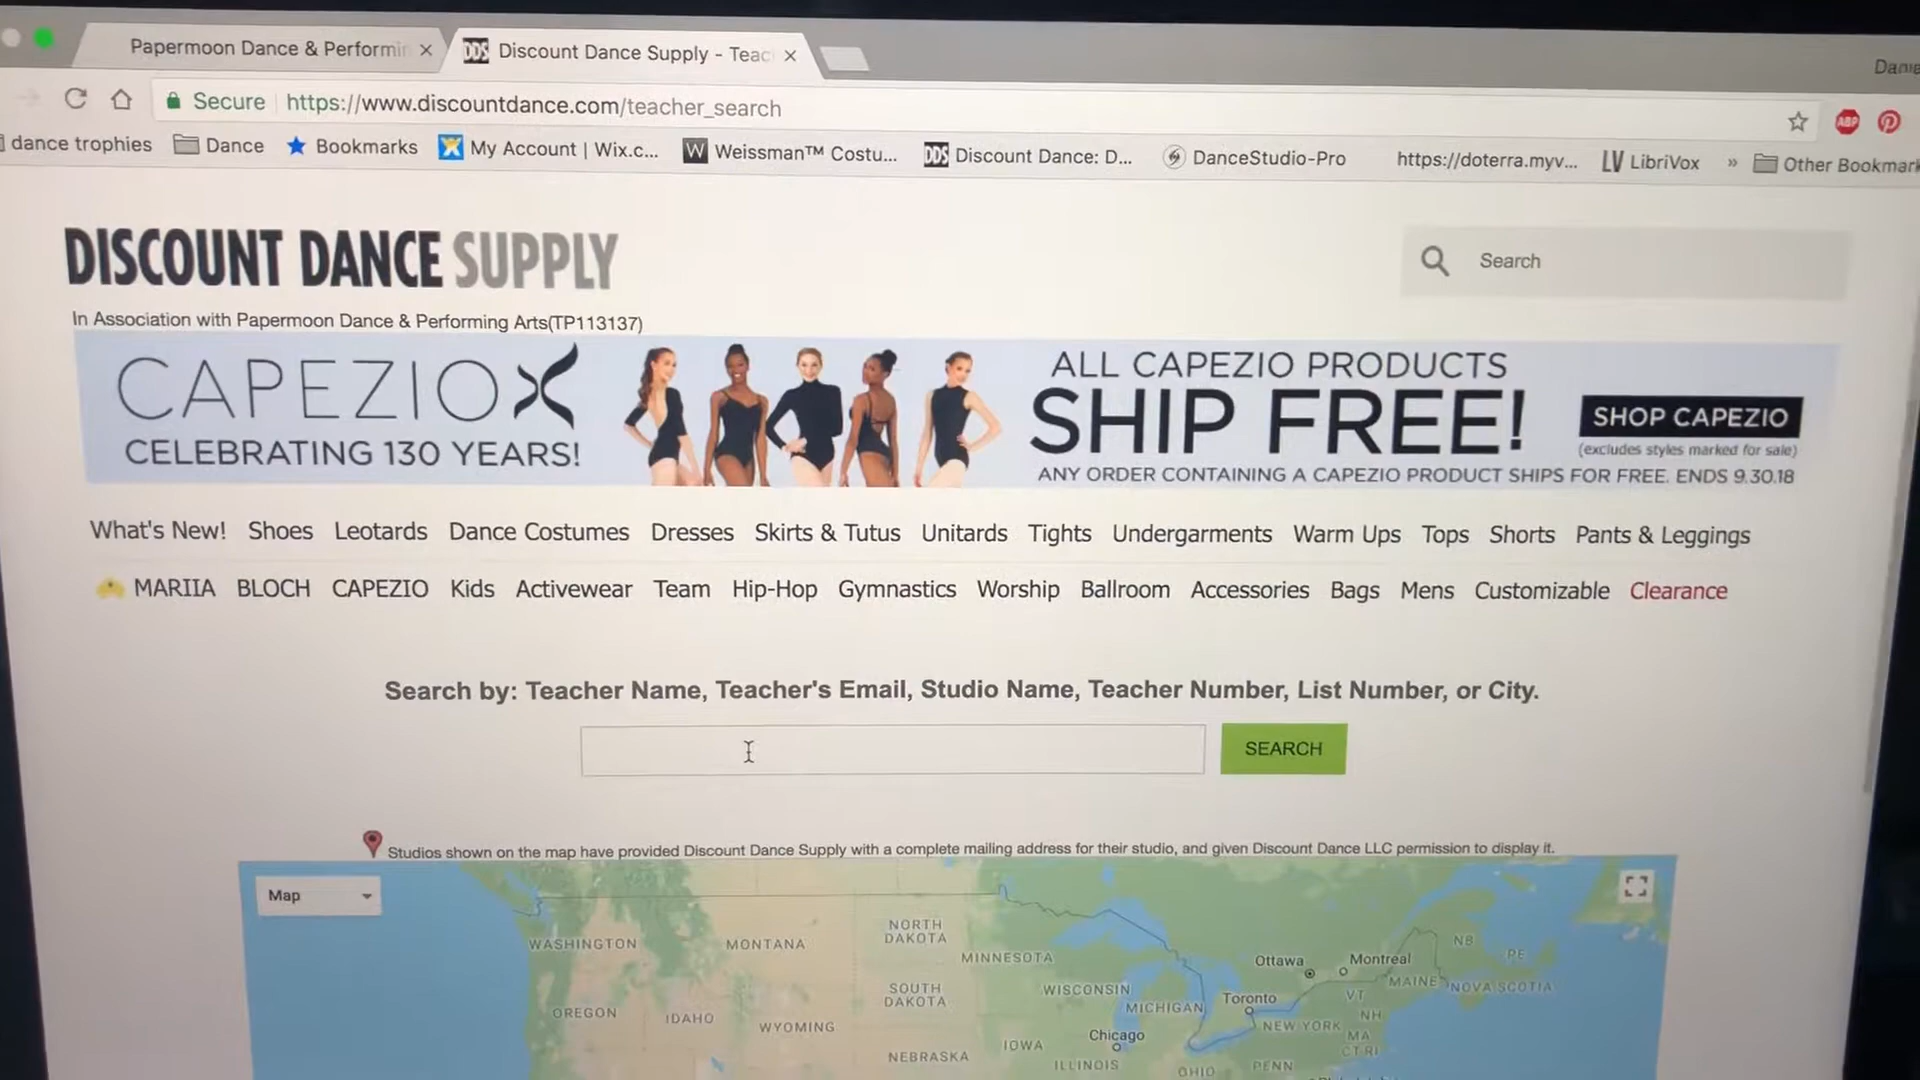 Papermoon Dance & Performin
Discount Dance Supply - Teac
Secure https://www.discountdance.com/teacher_search
dance trophies Dance Bookmarks My Account | Wix.c... Weissman™ Costu... DDS Discount Dance: D... DanceStudio-Pro https://doterra.myv... LV LibriVox » Other Bookmark
DISCOUNT DANCE SUPPLY
Search
In Association with Papermoon Dance & Performing Arts(TP113137)
CAPEZIO
CELEBRATING 130 YEARS!
ALL CAPEZIO PRODUCTS
SHIP FREE!
SHOP CAPEZIO
(excludes styles marked for sale)
ANY ORDER CONTAINING A CAPEZIO PRODUCT SHIPS FOR FREE. ENDS 9.30.18
What's New! Shoes Leotards Dance Costumes Dresses Skirts & Tutus Unitards Tights Undergarments Warm Ups Tops Shorts Pants & Leggings
MARIIA BLOCH CAPEZIO Kids Activewear Team Hip-Hop Gymnastics Worship Ballroom Accessories Bags Mens Customizable Clearance
Search by: Teacher Name, Teacher's Email, Studio Name, Teacher Number, List Number, or City.
SEARCH
Studios shown on the map have provided Discount Dance Supply with a complete mailing address for their studio, and given Discount Dance LLC permission to display it.
Map
WASHINGTON
MONTANA
NORTH
DAKOTA
MINNESOTA
Ottawa
Montreal
NB
PE
MAINE
NOVA SCOTIA
OREGON
IDAHO
WYOMING
SOUTH
DAKOTA
WISCONSIN
MICHIGAN
Toronto
VT
NH
NEW YORK
MA
CT RI
NEBRASKA
IOWA
Chicago
ILLINOIS
OHIO
PENN